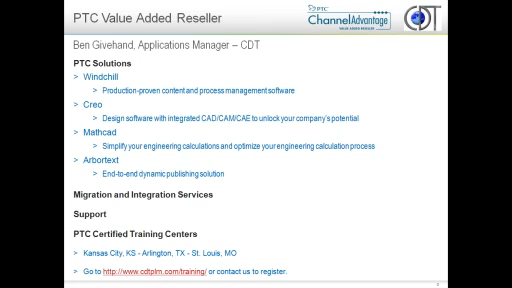 PTC Value Added Reseller
PTC
ChannelAdvantage
VALUE ADDED RESELLER
CDT
Ben Givehand, Applications Manager – CDT
PTC Solutions
> Windchill
> Production-proven content and process management software
> Creo
> Design software with integrated CAD/CAM/CAE to unlock your company's potential
> Mathcad
> Simplify your engineering calculations and optimize your engineering calculation process
> Arbortext
> End-to-end dynamic publishing solution
Migration and Integration Services
Support
PTC Certified Training Centers
> Kansas City, KS - Arlington, TX - St. Louis, MO
> Go to http://www.cdtplm.com/training/ or contact us to register.